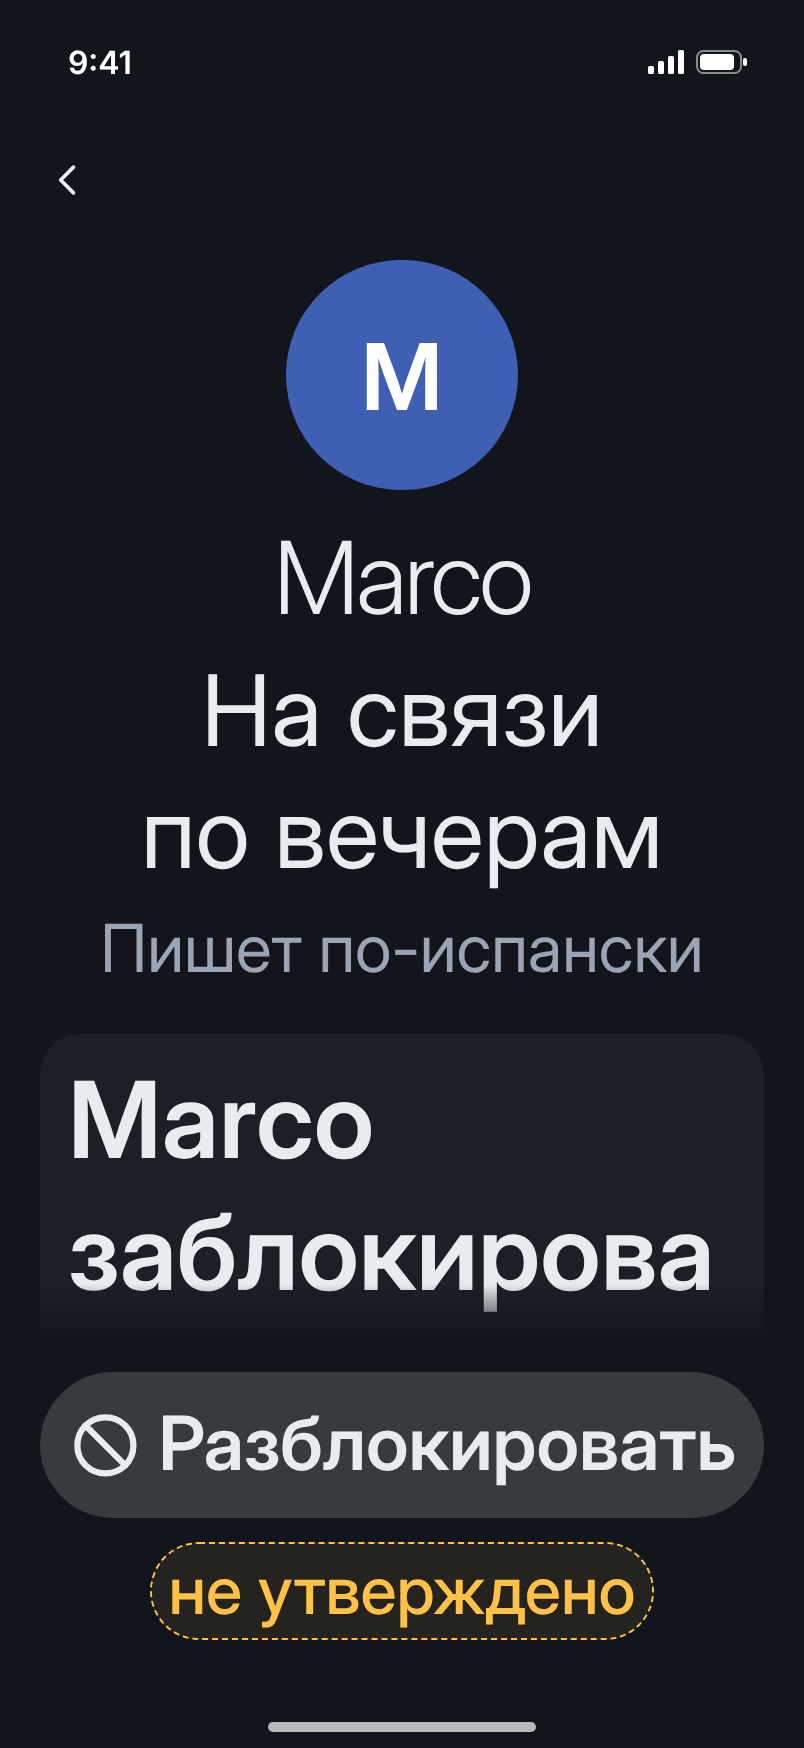 9:41
M
Marco
На связи
по вечерам
Пишет по-испански
Marco
заблокирова
Разблокировать
не утверждено